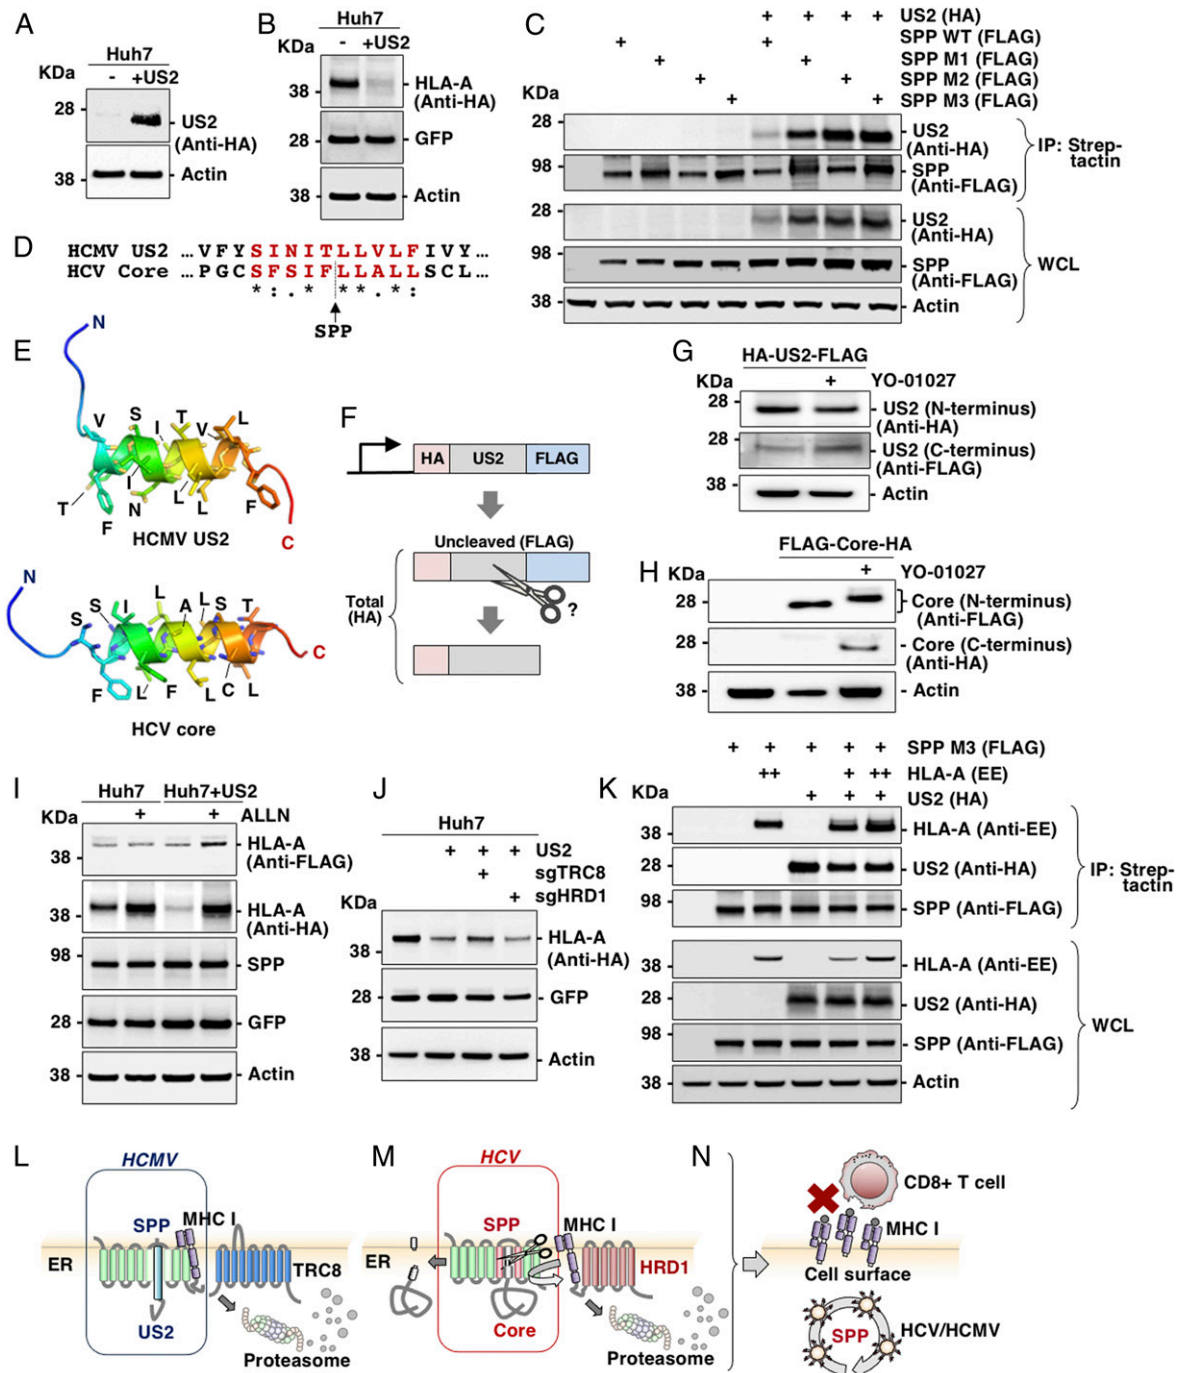 A
Huh7
KDa
- +US2
28
US2
(Anti-HA)
38
Actin
B
Huh7
KDa
- +US2
38
HLA-A
(Anti-HA)
28
GFP
38
Actin
C
+ + + + US2 (HA)
+ + SPP WT (FLAG)
+ + SPP M1 (FLAG)
+ + SPP M2 (FLAG)
+ + SPP M3 (FLAG)
KDa
28
US2
(Anti-HA)
98
SPP
(Anti-FLAG)
IP: Strep-
tactin
28
US2
(Anti-HA)
98
SPP
(Anti-FLAG)
38
Actin
WCL
D
HCMV US2 ...VFYSINITLLVLFIVY...
HCV Core ...PGCSFSIFLLALLSCL...
* : . * * * . * :
SPP
E
N
V S I T V L
T F I N L L F
C
HCMV US2
N
S S I L A L S T
F L F L C L
C
HCV core
F
HA US2 FLAG
Uncleaved (FLAG)
Total
(HA)
?
G
HA-US2-FLAG
KDa + YO-01027
28
US2 (N-terminus)
(Anti-HA)
28
US2 (C-terminus)
(Anti-FLAG)
38
Actin
H
FLAG-Core-HA
KDa + YO-01027
28
Core (N-terminus)
(Anti-FLAG)
28
Core (C-terminus)
(Anti-HA)
38
Actin
I
Huh7 Huh7+US2
KDa + + ALLN
38
HLA-A
(Anti-FLAG)
38
HLA-A
(Anti-HA)
98
SPP
28
GFP
38
Actin
J
Huh7
+ + + US2
+ sgTRC8
+ sgHRD1
KDa
38
HLA-A
(Anti-HA)
28
GFP
38
Actin
K
+ + + + + SPP M3 (FLAG)
++ + ++ HLA-A (EE)
KDa + + + US2 (HA)
38
HLA-A (Anti-EE)
28
US2 (Anti-HA)
98
SPP (Anti-FLAG)
IP: Strep-
tactin
38
HLA-A (Anti-EE)
28
US2 (Anti-HA)
98
SPP (Anti-FLAG)
38
Actin
WCL
L
HCMV
SPP
MHC I
ER
TRC8
US2
Proteasome
M
HCV
SPP
MHC I
ER
HRD1
Core
Proteasome
N
CD8+ T cell
MHC I
Cell surface
SPP
HCV/HCMV